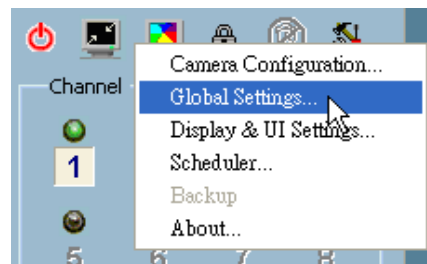 Camera Configuration...
Channel
Global Settings...
Display & UI Settings...
1
Scheduler...
Backup
About...
5 6 7 8